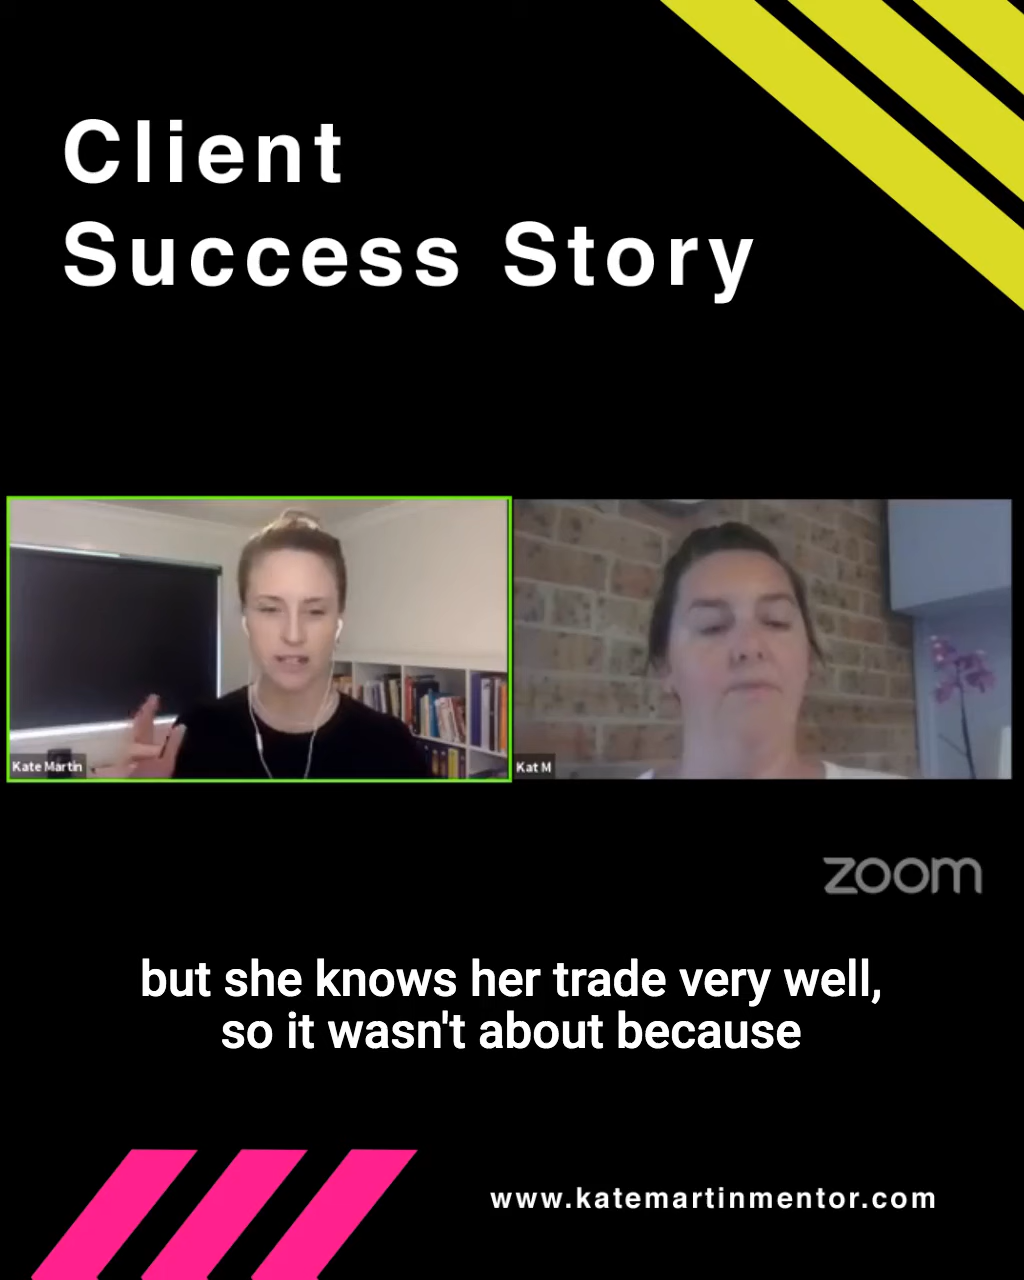 Client
Success Story
Kate Martin
Kat M
zoom
but she knows her trade very well,
so it wasn't about because
www.katemartinmentor.com